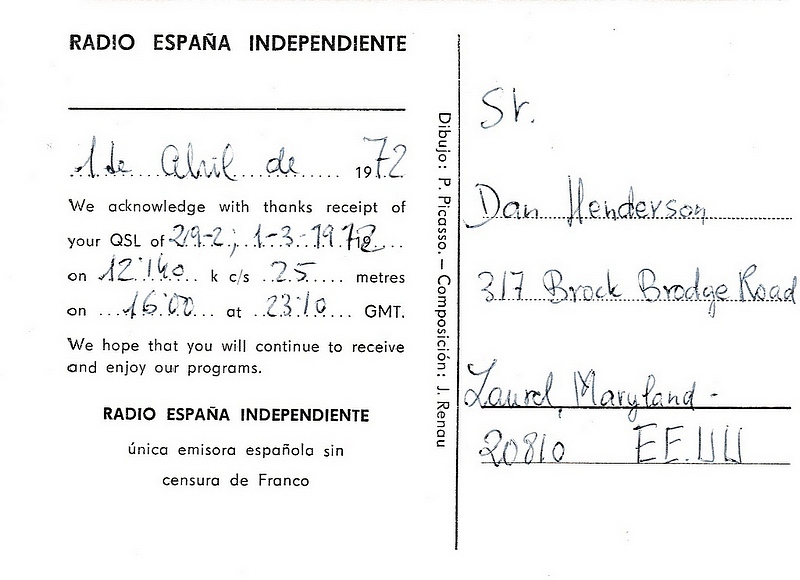 RADIO ESPAÑA INDEPENDIENTE
1 de Abril de 1972
We acknowledge with thanks receipt of
your QSL of 29-2; 1-3-1972
on 12'140 k c/s 25 metres
on 16'00 at 23'10 GMT.
We hope that you will continue to receive
and enjoy our programs.
RADIO ESPAÑA INDEPENDIENTE
única emisora española sin
censura de Franco
Dibujo: P. Picasso. – Composición: J. Renau
Sr.
Dan Henderson
317 Brock Brodge Road
Laurel, Maryland -
20810 EE.UU